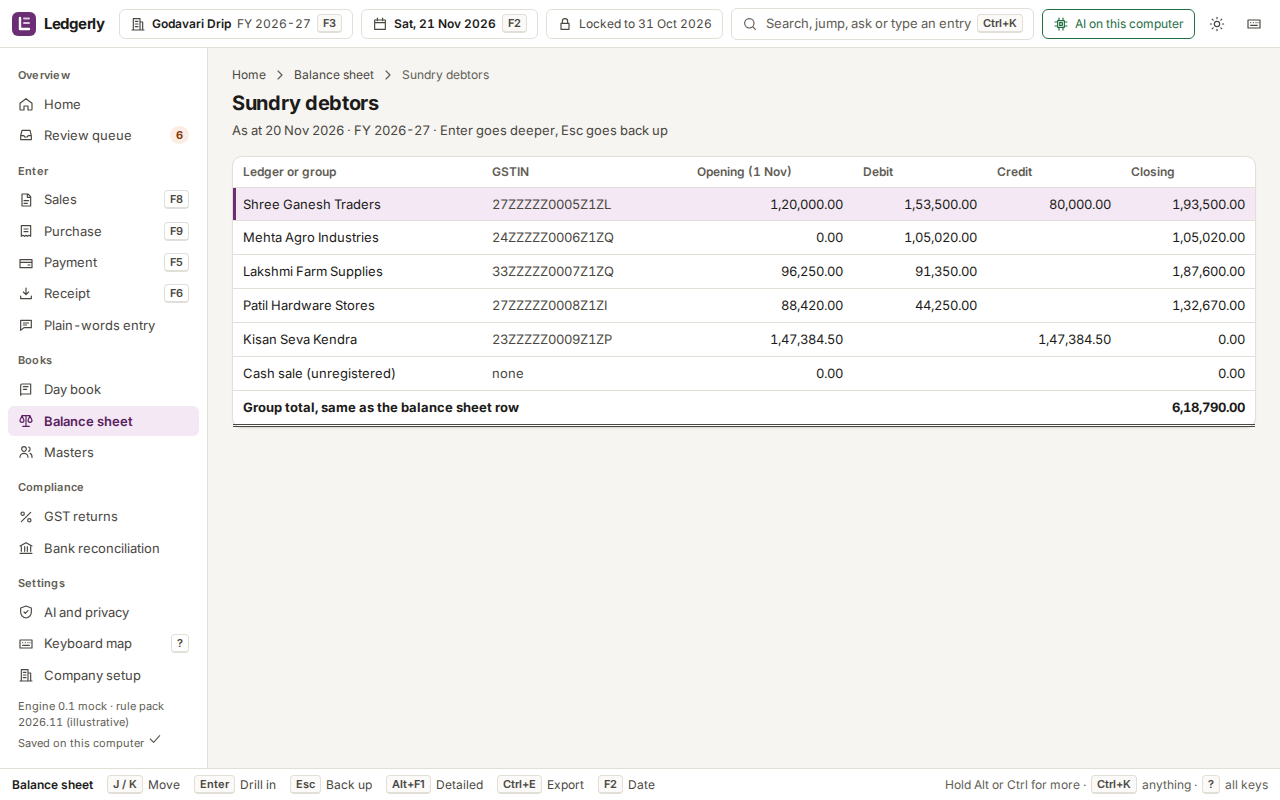 Ledgerly
Godavari Drip FY 2026-27 F3
Sat, 21 Nov 2026 F2
Locked to 31 Oct 2026
Search, jump, ask or type an entry Ctrl+K
AI on this computer
Overview
Home
Review queue 6
Enter
Sales F8
Purchase F9
Payment F5
Receipt F6
Plain-words entry
Books
Day book
Balance sheet
Masters
Compliance
GST returns
Bank reconciliation
Settings
AI and privacy
Keyboard map ?
Company setup
Engine 0.1 mock · rule pack
2026.11 (illustrative)
Saved on this computer
Home > Balance sheet > Sundry debtors
Sundry debtors
As at 20 Nov 2026 · FY 2026-27 · Enter goes deeper, Esc goes back up
Ledger or group GSTIN Opening (1 Nov) Debit Credit Closing
Shree Ganesh Traders 27ZZZZZ0005Z1ZL 1,20,000.00 1,53,500.00 80,000.00 1,93,500.00
Mehta Agro Industries 24ZZZZZ0006Z1ZQ 0.00 1,05,020.00 1,05,020.00
Lakshmi Farm Supplies 33ZZZZZ0007Z1ZQ 96,250.00 91,350.00 1,87,600.00
Patil Hardware Stores 27ZZZZZ0008Z1ZI 88,420.00 44,250.00 1,32,670.00
Kisan Seva Kendra 23ZZZZZ0009Z1ZP 1,47,384.50 1,47,384.50 0.00
Cash sale (unregistered) none 0.00 0.00
Group total, same as the balance sheet row 6,18,790.00
Balance sheet J / K Move Enter Drill in Esc Back up Alt+F1 Detailed Ctrl+E Export F2 Date
Hold Alt or Ctrl for more · Ctrl+K anything · ? all keys